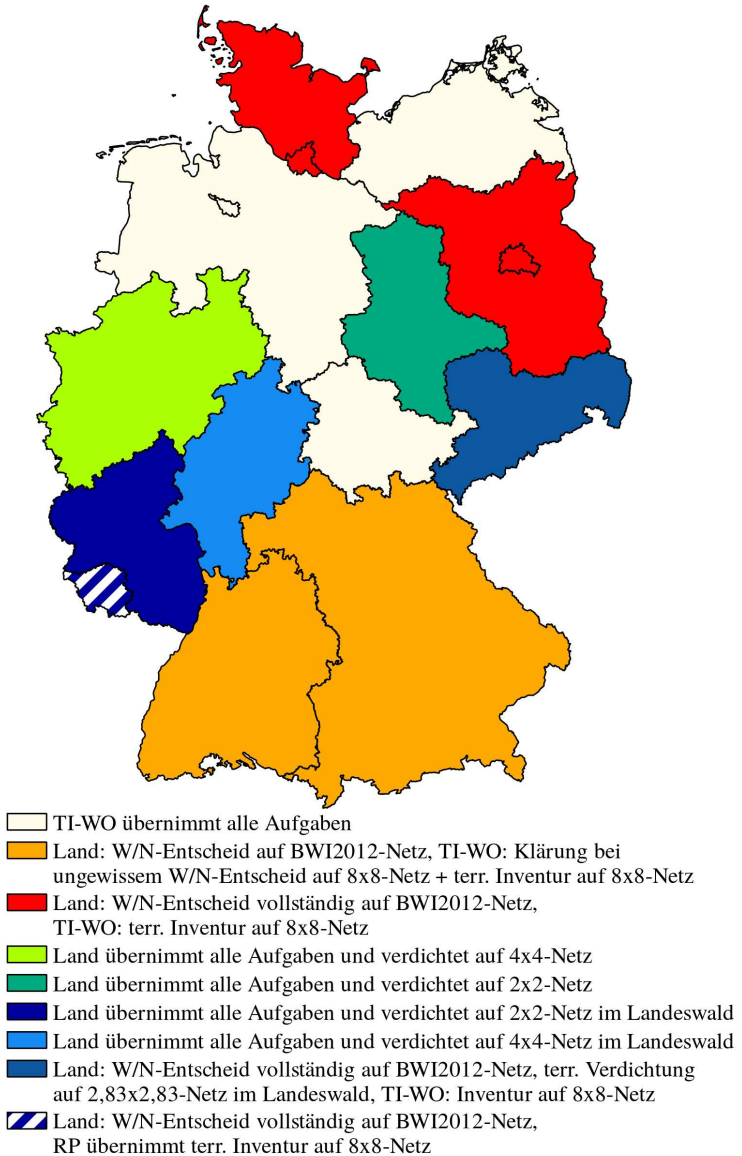 TI-WO übernimmt alle Aufgaben
Land: W/N-Entscheid auf BWI2012-Netz, TI-WO: Klärung bei
ungewissem W/N-Entscheid auf 8x8-Netz + terr. Inventur auf 8x8-Netz
Land: W/N-Entscheid vollständig auf BWI2012-Netz,
TI-WO: terr. Inventur auf 8x8-Netz
Land übernimmt alle Aufgaben und verdichtet auf 4x4-Netz
Land übernimmt alle Aufgaben und verdichtet auf 2x2-Netz
Land übernimmt alle Aufgaben und verdichtet auf 2x2-Netz im Landeswald
Land übernimmt alle Aufgaben und verdichtet auf 4x4-Netz im Landeswald
Land: W/N-Entscheid vollständig auf BWI2012-Netz, terr. Verdichtung
auf 2,83x2,83-Netz im Landeswald, TI-WO: Inventur auf 8x8-Netz
Land: W/N-Entscheid vollständig auf BWI2012-Netz,
RP übernimmt terr. Inventur auf 8x8-Netz